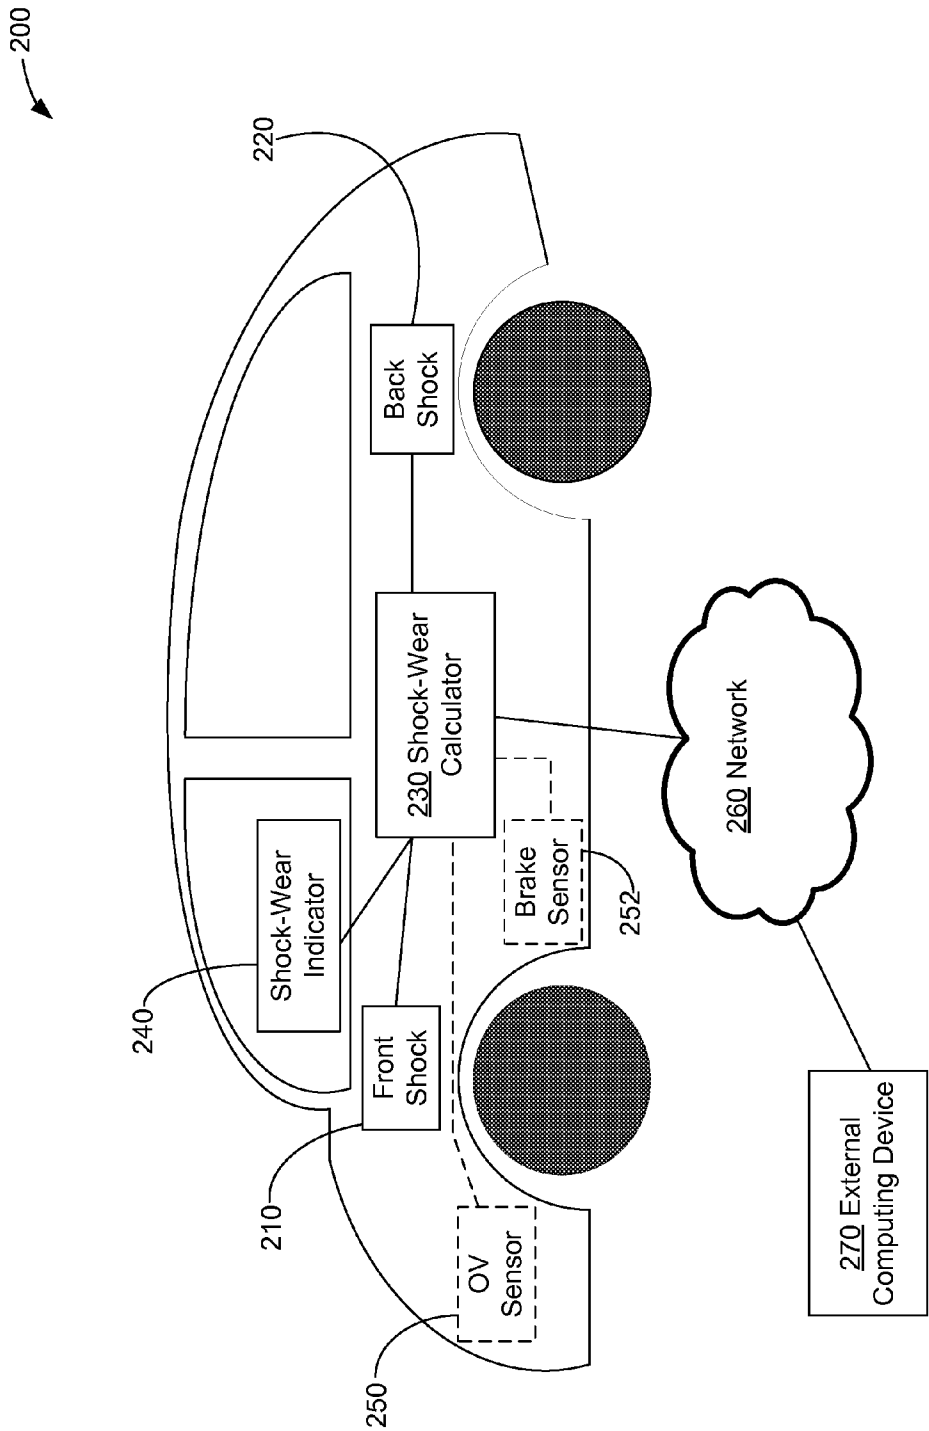 200
220
Back
Shock
230 Shock-Wear
Calculator
Shock-Wear
Indicator
240
Front
Shock
210
Brake
Sensor
252
OV
Sensor
250
260 Network
270 External
Computing Device